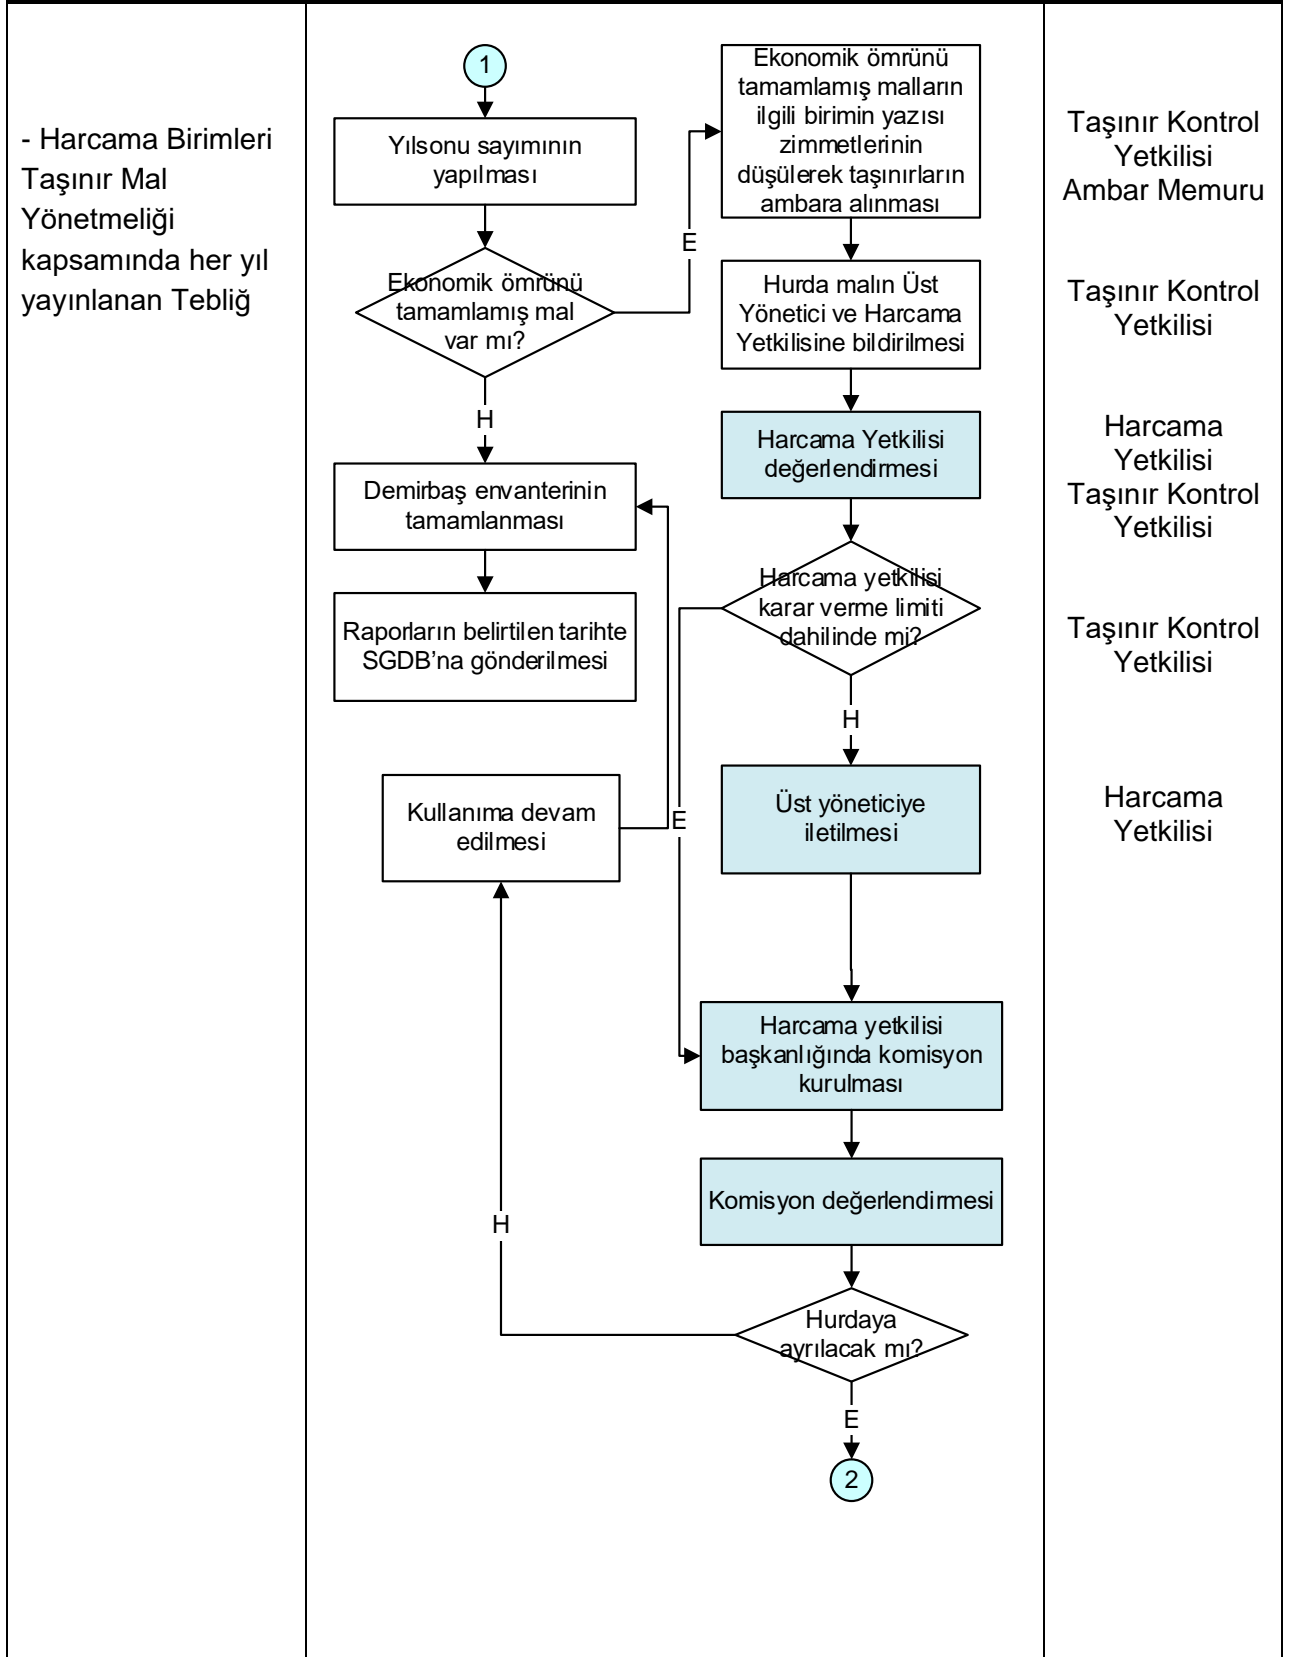 - Harcama Birimleri
Taşınır Mal
Yönetmeliği
kapsamında her yıl
yayınlanan Tebliğ
1
Yılsonu sayımının
yapılması
Ekonomik ömrünü
tamamlamış mal
var mı?
E
H
Demirbaş envanterinin
tamamlanması
Raporların belirtilen tarihte
SGDB’na gönderilmesi
Kullanıma devam
edilmesi
H
Ekonomik ömrünü
tamamlamış malların
ilgili birimin yazısı
zimmetlerinin
düşülerek taşınırların
ambara alınması
Hurda malın Üst
Yönetici ve Harcama
Yetkilisine bildirilmesi
Harcama Yetkilisi
değerlendirmesi
Harcama yetkilisi
karar verme limiti
dahilinde mi?
E
H
Üst yöneticiye
iletilmesi
Harcama yetkilisi
başkanlığında komisyon
kurulması
Komisyon değerlendirmesi
Hurdaya
ayrılacak mı?
E
2
Taşınır Kontrol
Yetkilisi
Ambar Memuru
Taşınır Kontrol
Yetkilisi
Harcama
Yetkilisi
Taşınır Kontrol
Yetkilisi
Taşınır Kontrol
Yetkilisi
Harcama
Yetkilisi